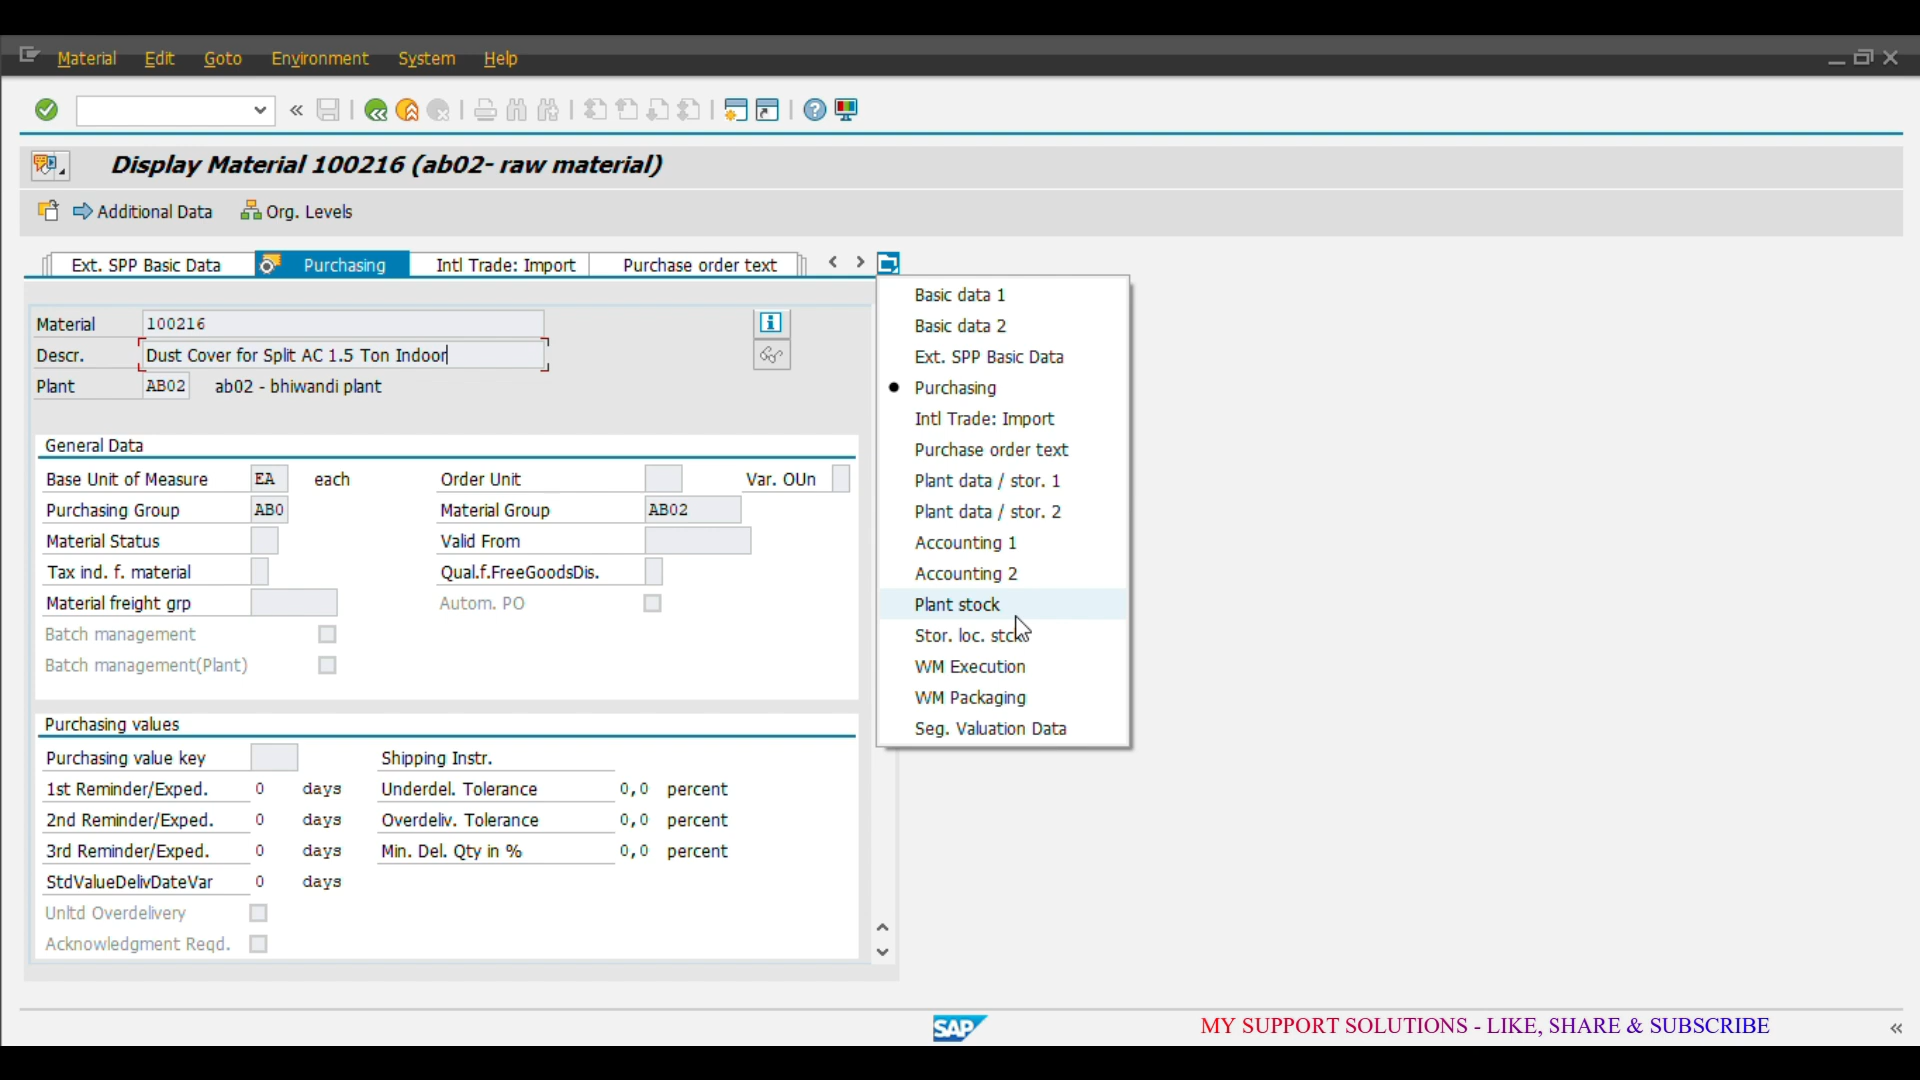 Material Edit Goto Environment System Help
Display Material 100216 (ab02- raw material)
Additional Data Org. Levels
Ext. SPP Basic Data Purchasing Intl Trade: Import Purchase order text
Material 100216
Descr. Dust Cover for Split AC 1.5 Ton Indoor
Plant AB02 ab02 - bhiwandi plant
General Data
Base Unit of Measure EA each Order Unit Var. OUn
Purchasing Group AB0 Material Group AB02
Material Status Valid From
Tax ind. f. material Qual.f.FreeGoodsDis.
Material freight grp Autom. PO
Batch management
Batch management(Plant)
Purchasing values
Purchasing value key Shipping Instr.
1st Reminder/Exped. 0 days Underdel. Tolerance 0,0 percent
2nd Reminder/Exped. 0 days Overdeliv. Tolerance 0,0 percent
3rd Reminder/Exped. 0 days Min. Del. Qty in % 0,0 percent
StdValueDelivDateVar 0 days
Unltd Overdelivery
Acknowledgment Reqd.
Basic data 1
Basic data 2
Ext. SPP Basic Data
Purchasing
Intl Trade: Import
Purchase order text
Plant data / stor. 1
Plant data / stor. 2
Accounting 1
Accounting 2
Plant stock
Stor. loc. stck
WM Execution
WM Packaging
Seg. Valuation Data
SAP
MY SUPPORT SOLUTIONS - LIKE, SHARE & SUBSCRIBE